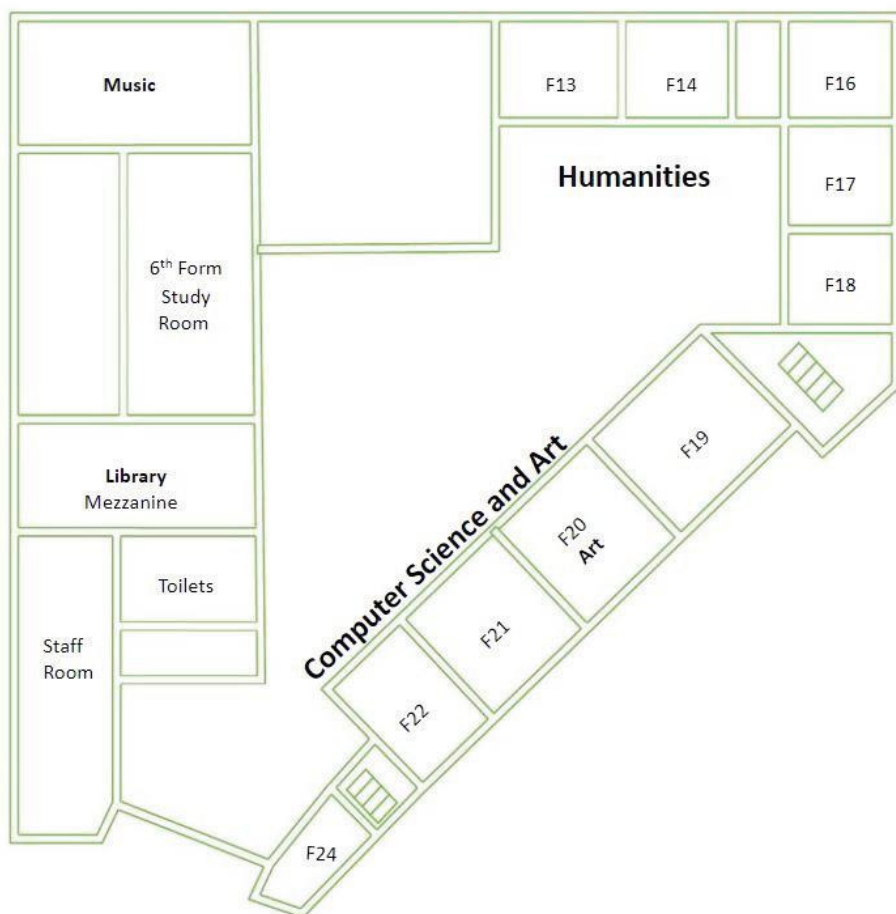 Music
F13
F14
F16
Humanities
F17
6th Form
Study
Room
F18
F19
Library
Mezzanine
Computer Science and Art
F20
Art
Toilets
F21
Staff
Room
F22
F24